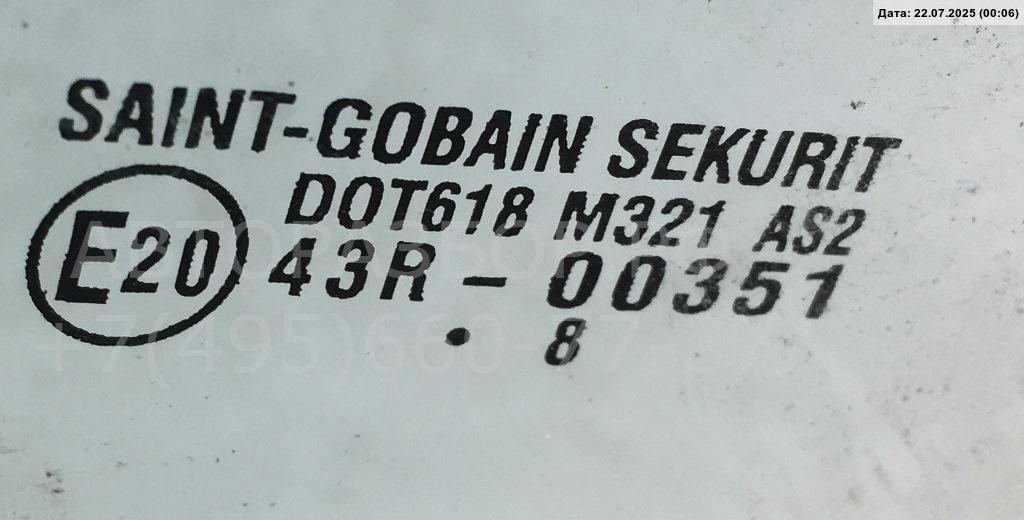 Дата: 22.07.2025 (00:06)
SAINT-GOBAIN SEKURIT
DOT618 M321 AS2
E20 43R - 00351
. 8